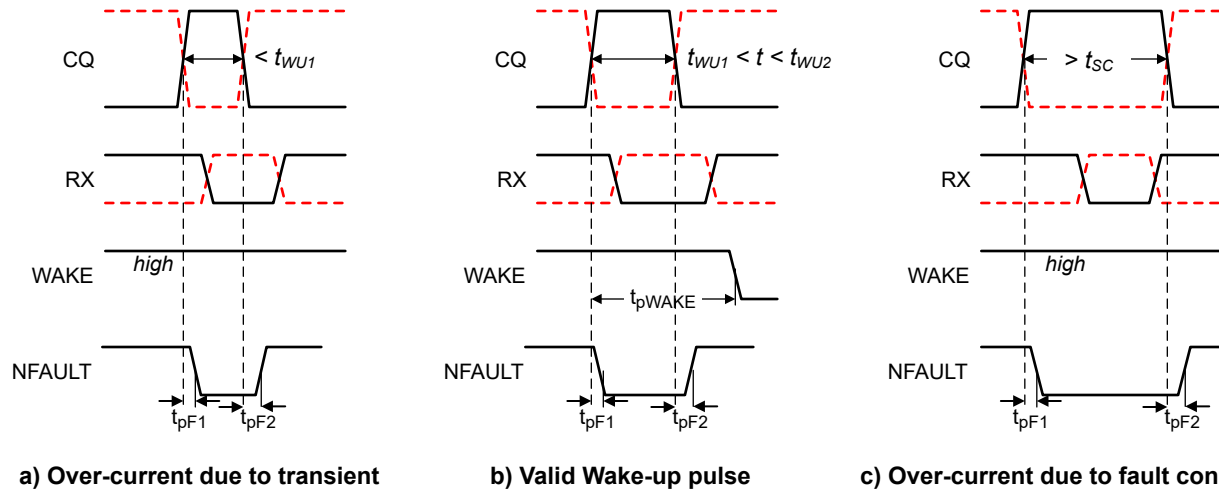 CQ
< tWU1
RX
WAKE
high
NFAULT
tpF1
tpF2
a) Over-current due to transient
CQ
tWU1 < t < tWU2
RX
WAKE
tpWAKE
NFAULT
tpF1
tpF2
b) Valid Wake-up pulse
CQ
> tSC
RX
WAKE
high
NFAULT
tpF1
tpF2
c) Over-current due to fault con